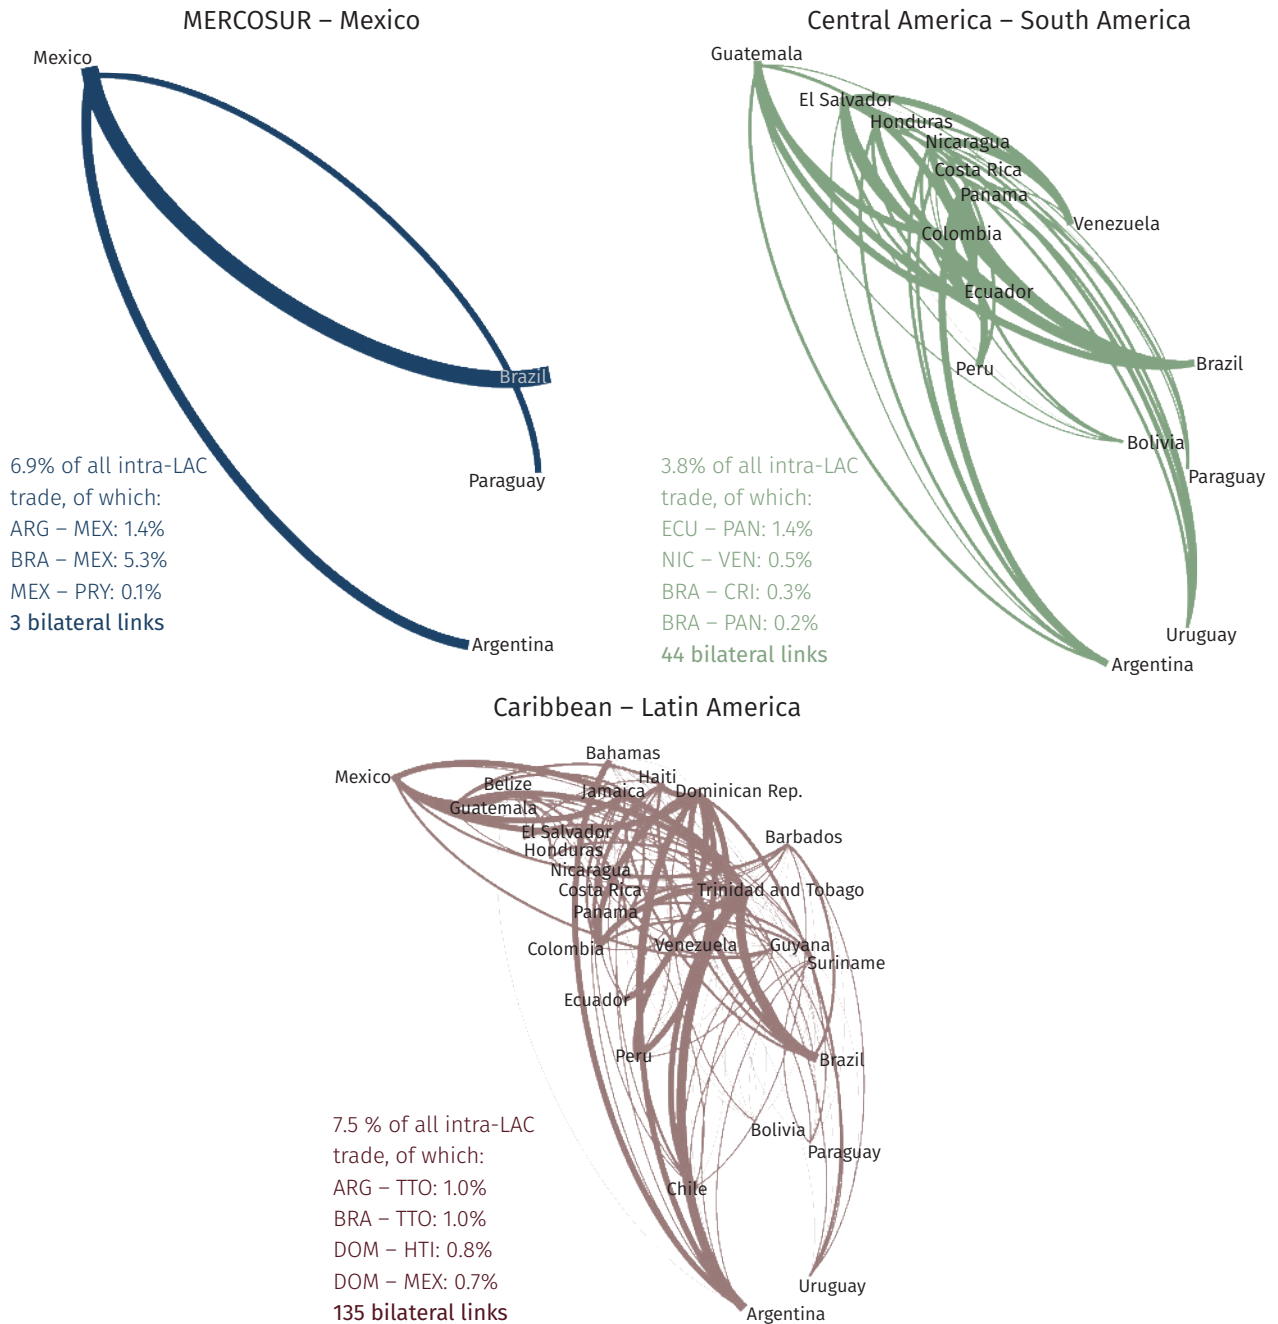 MERCOSUR – Mexico
Mexico
Brazil
Paraguay
Argentina
6.9% of all intra-LAC
trade, of which:
ARG – MEX: 1.4%
BRA – MEX: 5.3%
MEX – PRY: 0.1%
3 bilateral links
Central America – South America
Guatemala
El Salvador
Honduras
Nicaragua
Costa Rica
Panama
Venezuela
Colombia
Ecuador
Peru
Brazil
Bolivia
Paraguay
Uruguay
Argentina
3.8% of all intra-LAC
trade, of which:
ECU – PAN: 1.4%
NIC – VEN: 0.5%
BRA – CRI: 0.3%
BRA – PAN: 0.2%
44 bilateral links
Caribbean – Latin America
Bahamas
Mexico
Haiti
Belize
Jamaica
Dominican Rep.
Guatemala
El Salvador
Barbados
Honduras
Nicaragua
Costa Rica
Trinidad and Tobago
Panama
Colombia
Venezuela
Guyana
Suriname
Ecuador
Peru
Brazil
Bolivia
Paraguay
Chile
Uruguay
Argentina
7.5 % of all intra-LAC
trade, of which:
ARG – TTO: 1.0%
BRA – TTO: 1.0%
DOM – HTI: 0.8%
DOM – MEX: 0.7%
135 bilateral links